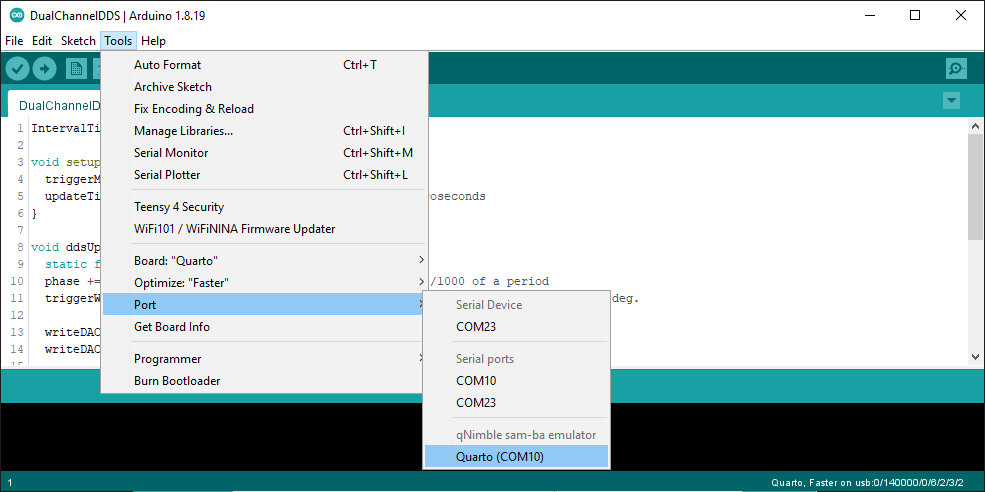 DualChannelDDS | Arduino 1.8.19
File Edit Sketch Tools Help
Auto Format Ctrl+T
Archive Sketch
Fix Encoding & Reload
Manage Libraries... Ctrl+Shift+I
Serial Monitor Ctrl+Shift+M
Serial Plotter Ctrl+Shift+L
Teensy 4 Security
WiFi101 / WiFiNINA Firmware Updater
Board: "Quarto"
Optimize: "Faster"
Port
Get Board Info
Programmer
Burn Bootloader
Serial Device
COM23
Serial ports
COM10
COM23
qNimble sam-ba emulator
Quarto (COM10)
DualChannelD
1 IntervalTi
2
3 void setup
4 triggerM
5 updateTi oseconds
6 }
7
8 void ddsUp
9 static f
10 phase += /1000 of a period
11 triggerW deg.
12
13 writeDAC
14 writeDAC
1 Quarto, Faster on usb:0/140000/0/6/2/3/2